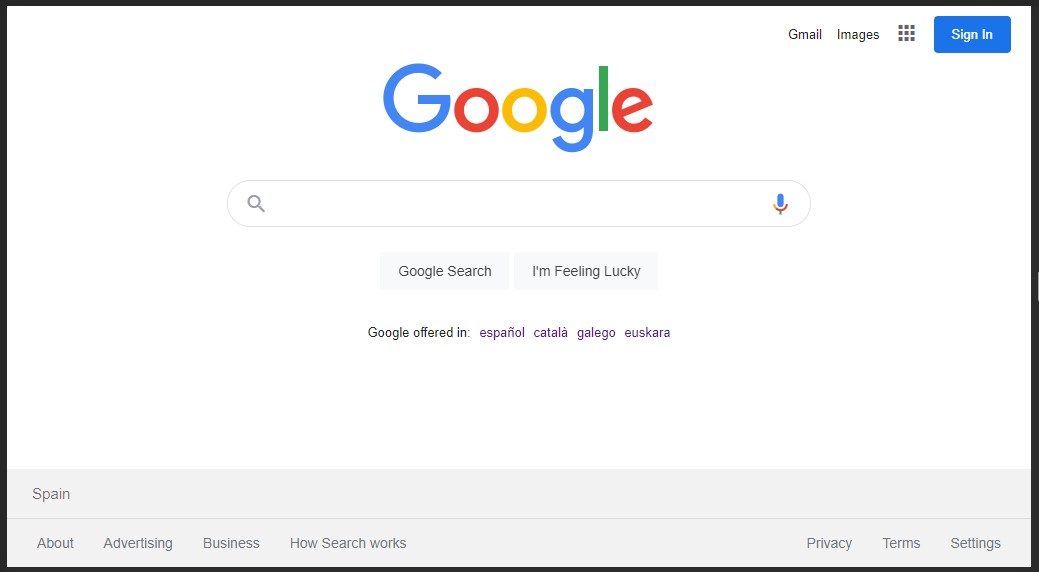 Gmail Images Sign In
Google
Google Search I'm Feeling Lucky
Google offered in: español català galego euskara
Spain
About Advertising Business How Search works Privacy Terms Settings